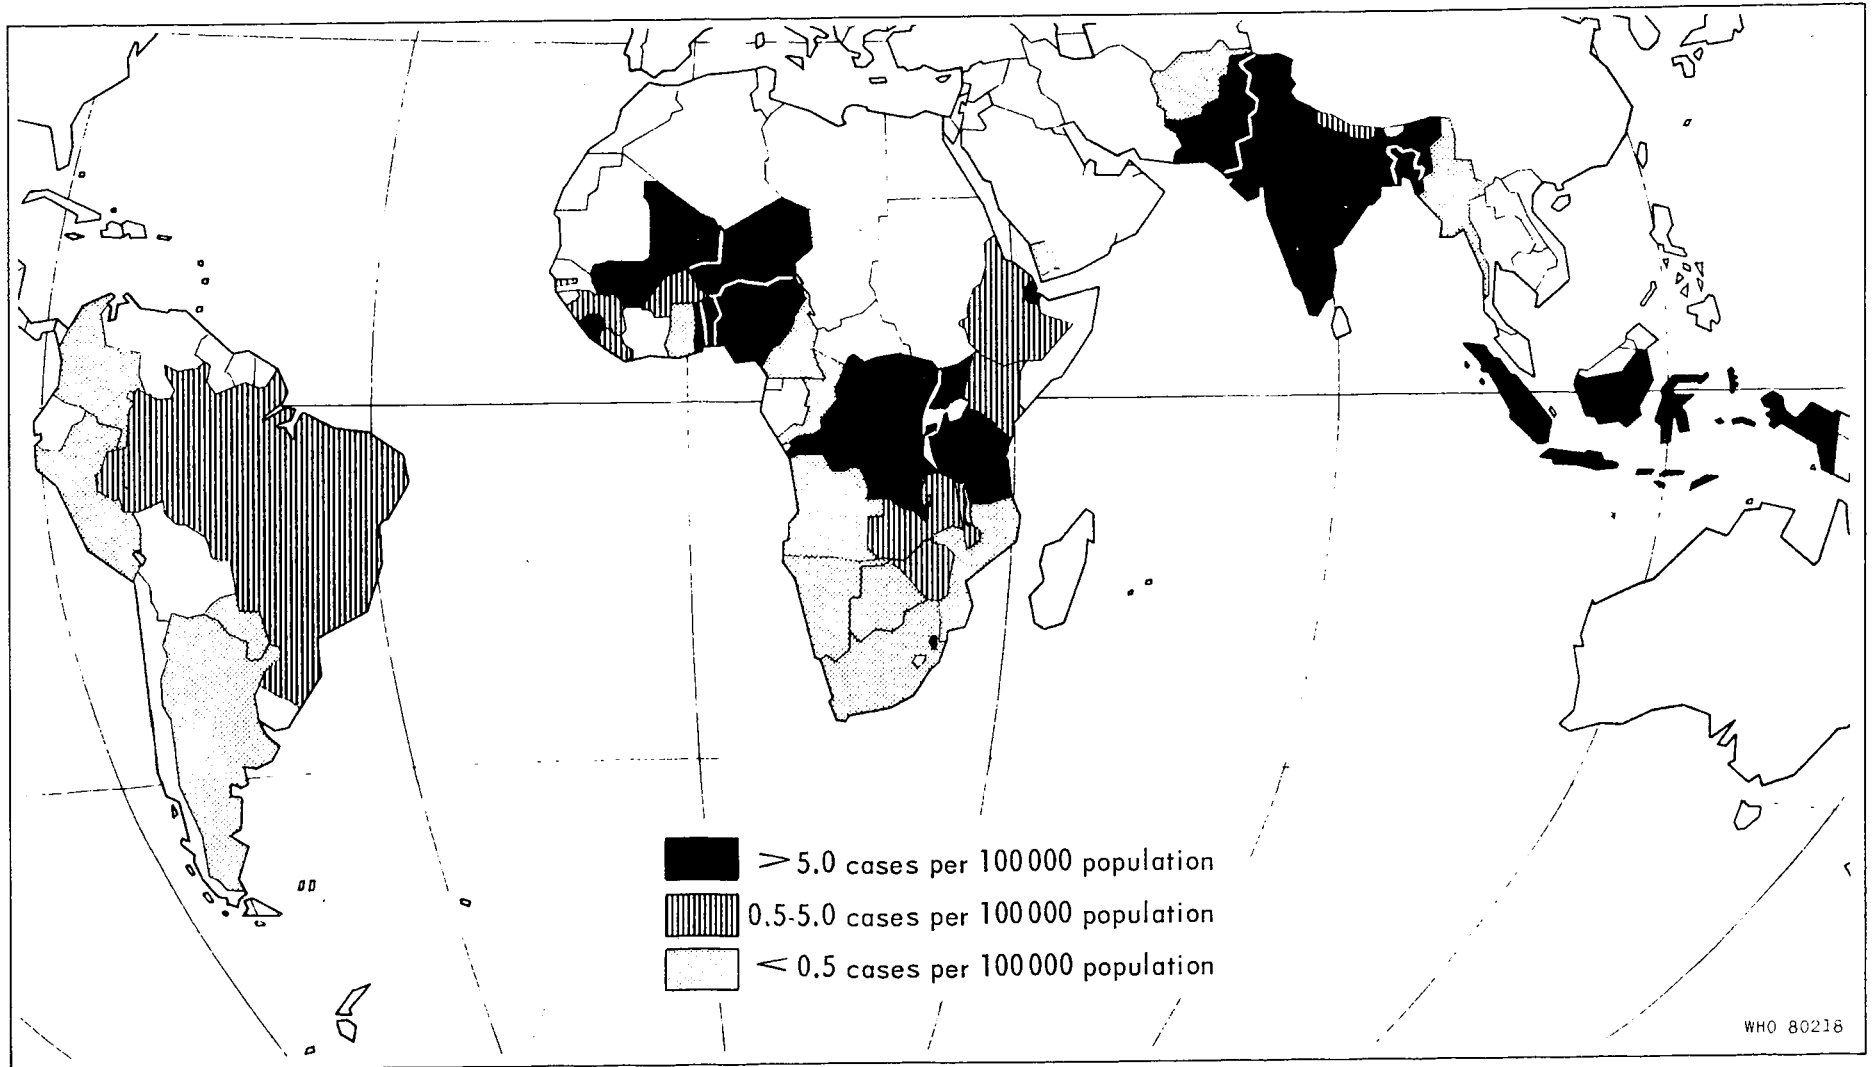 > 5.0 cases per 100 000 population
0.5-5.0 cases per 100 000 population
< 0.5 cases per 100 000 population
WHO 80218